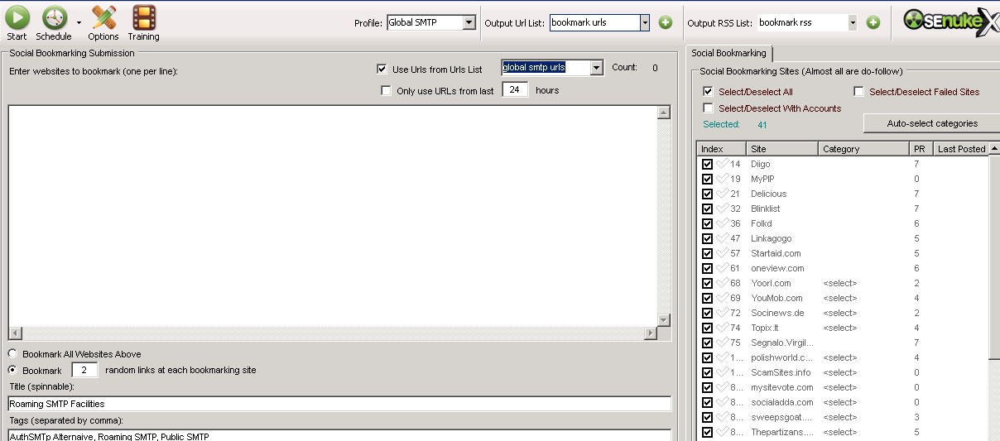 Start Schedule Options Training Profile: Global SMTP Output Url List: bookmark urls Output RSS List: bookmark rss SENUKE X
Social Bookmarking Submission
Enter websites to bookmark (one per line): Use Urls from Urls List global smtp urls Count: 0
Only use URLs from last 24 hours
Bookmark All Websites Above
Bookmark 2 random links at each bookmarking site
Title (spinnable):
Roaming SMTP Facilities
Tags (separated by comma):
AuthSMTp Alternaive, Roaming SMTP, Public SMTP
Social Bookmarking
Social Bookmarking Sites (Almost all are do-follow)
Select/Deselect All Select/Deselect Failed Sites
Select/Deselect With Accounts
Selected: 41 Auto-select categories
Index Site Category PR Last Posted
14 Diigo 7
19 MyPIP 0
21 Delicious 7
32 Blinklist 7
36 Folkd 6
47 Linkagogo 5
57 Startaid.com 5
61 oneview.com 6
68 Yoorl.com <select> 2
69 YouMob.com <select> 4
72 Socinews.de <select> 2
74 Topix.lt <select> 4
75 Segnalo.Virgil... 7
1... polishworld.c... <select> 4
1... ScamSites.info <select> 0
8... mysitevote.com <select> 0
8... socialadda.com <select> 0
8... sweepsgoat.... <select> 3
8... Thepartizans.... <select> 5